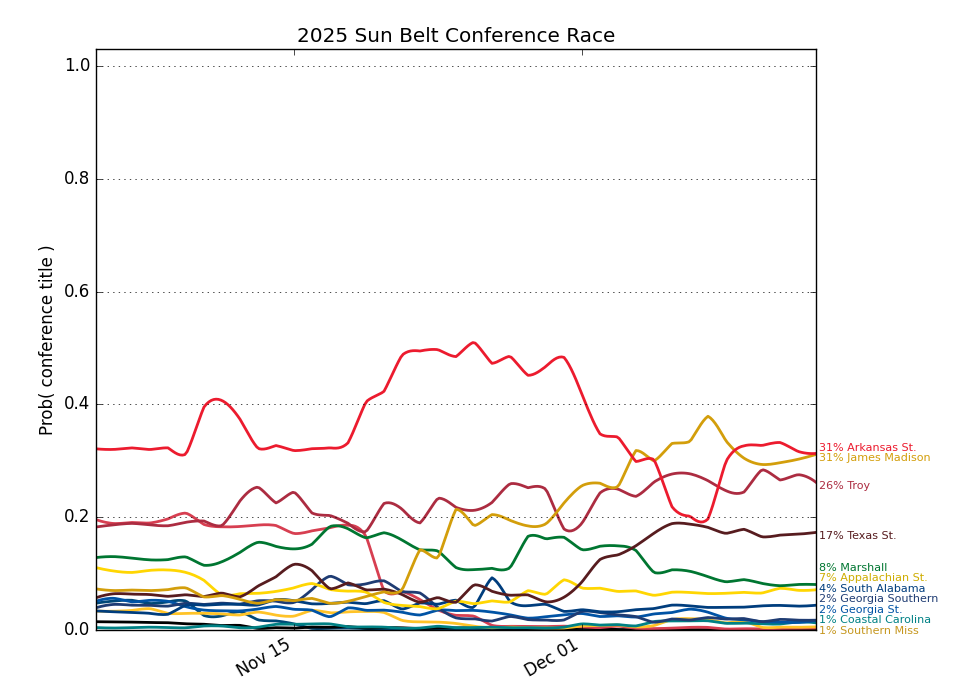 2025 Sun Belt Conference Race
1.0
0.8
0.6
0.4
0.2
0.0
Prob( conference title )
Nov 15
Dec 01
31% Arkansas St.
31% James Madison
26% Troy
17% Texas St.
8% Marshall
7% Appalachian St.
4% South Alabama
2% Georgia Southern
2% Georgia St.
1% Coastal Carolina
1% Southern Miss